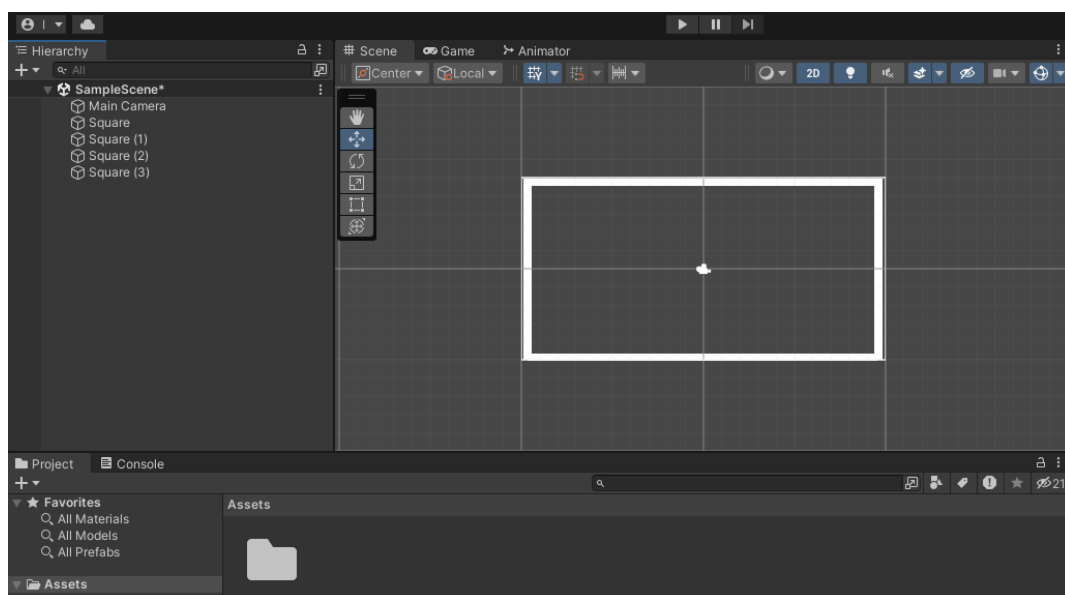 Hierarchy
All
SampleScene*
Main Camera
Square
Square (1)
Square (2)
Square (3)
Scene Game Animator
Center Local 2D
Project Console
21
Favorites
All Materials
All Models
All Prefabs
Assets
Assets